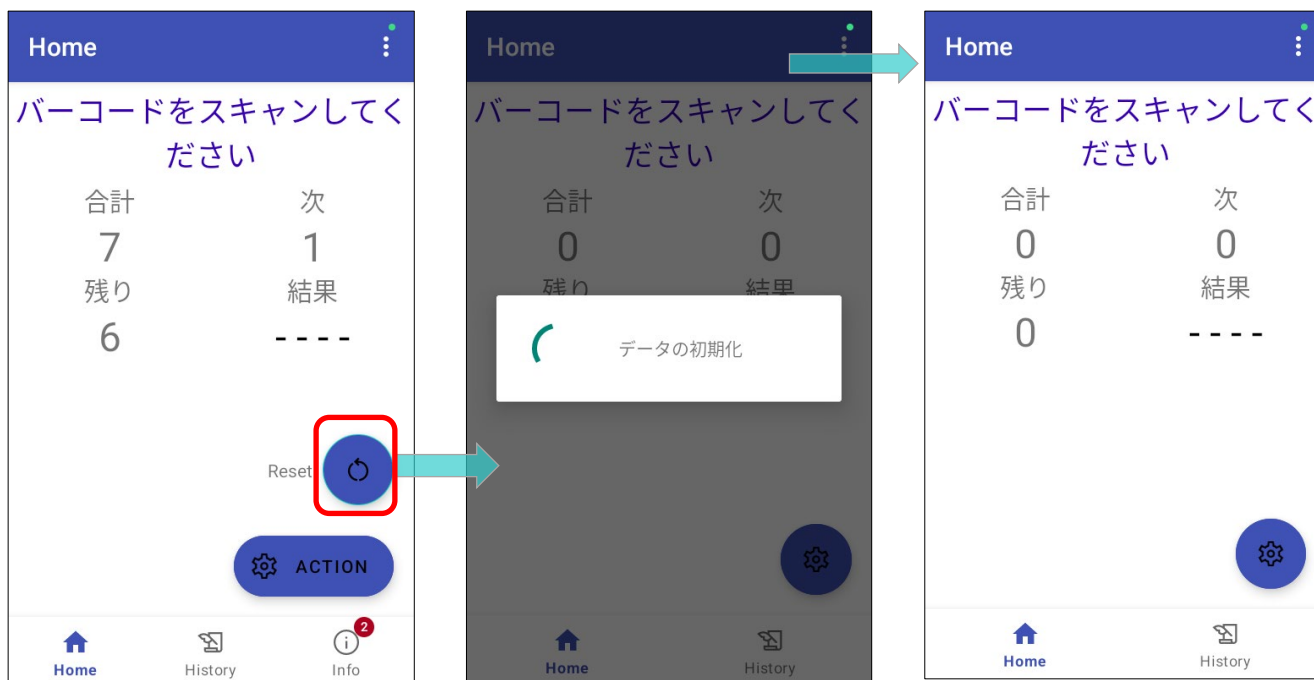 Home
バーコードをスキャンしてく
ださい
合計 次
7 1
残り 結果
6 ----
Reset
ACTION
2
Home History Info
Home
バーコードをスキャンしてく
ださい
合計 次
0 0
残り 結果
データの初期化
Home History
Home
バーコードをスキャンしてく
ださい
合計 次
0 0
残り 結果
0 ----
Home History